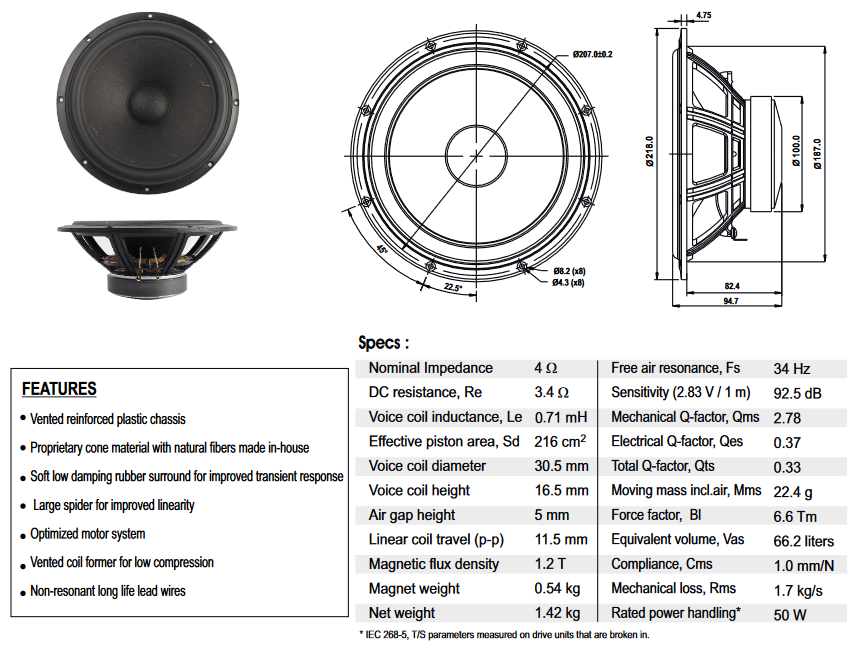 4.75
Ø207.0±0.2
Ø218.0
Ø100.0
Ø187.0
45°
22.5°
Ø8.2 (x8)
Ø4.3 (x8)
82.4
94.7
FEATURES
• Vented reinforced plastic chassis
• Proprietary cone material with natural fibers made in-house
• Soft low damping rubber surround for improved transient response
• Large spider for improved linearity
• Optimized motor system
• Vented coil former for low compression
• Non-resonant long life lead wires
Specs :
Nominal Impedance 4 Ω Free air resonance, Fs 34 Hz
DC resistance, Re 3.4 Ω Sensitivity (2.83 V / 1 m) 92.5 dB
Voice coil inductance, Le 0.71 mH Mechanical Q-factor, Qms 2.78
Effective piston area, Sd 216 cm² Electrical Q-factor, Qes 0.37
Voice coil diameter 30.5 mm Total Q-factor, Qts 0.33
Voice coil height 16.5 mm Moving mass incl.air, Mms 22.4 g
Air gap height 5 mm Force factor, Bl 6.6 Tm
Linear coil travel (p-p) 11.5 mm Equivalent volume, Vas 66.2 liters
Magnetic flux density 1.2 T Compliance, Cms 1.0 mm/N
Magnet weight 0.54 kg Mechanical loss, Rms 1.7 kg/s
Net weight 1.42 kg Rated power handling* 50 W
* IEC 268-5, T/S parameters measured on drive units that are broken in.